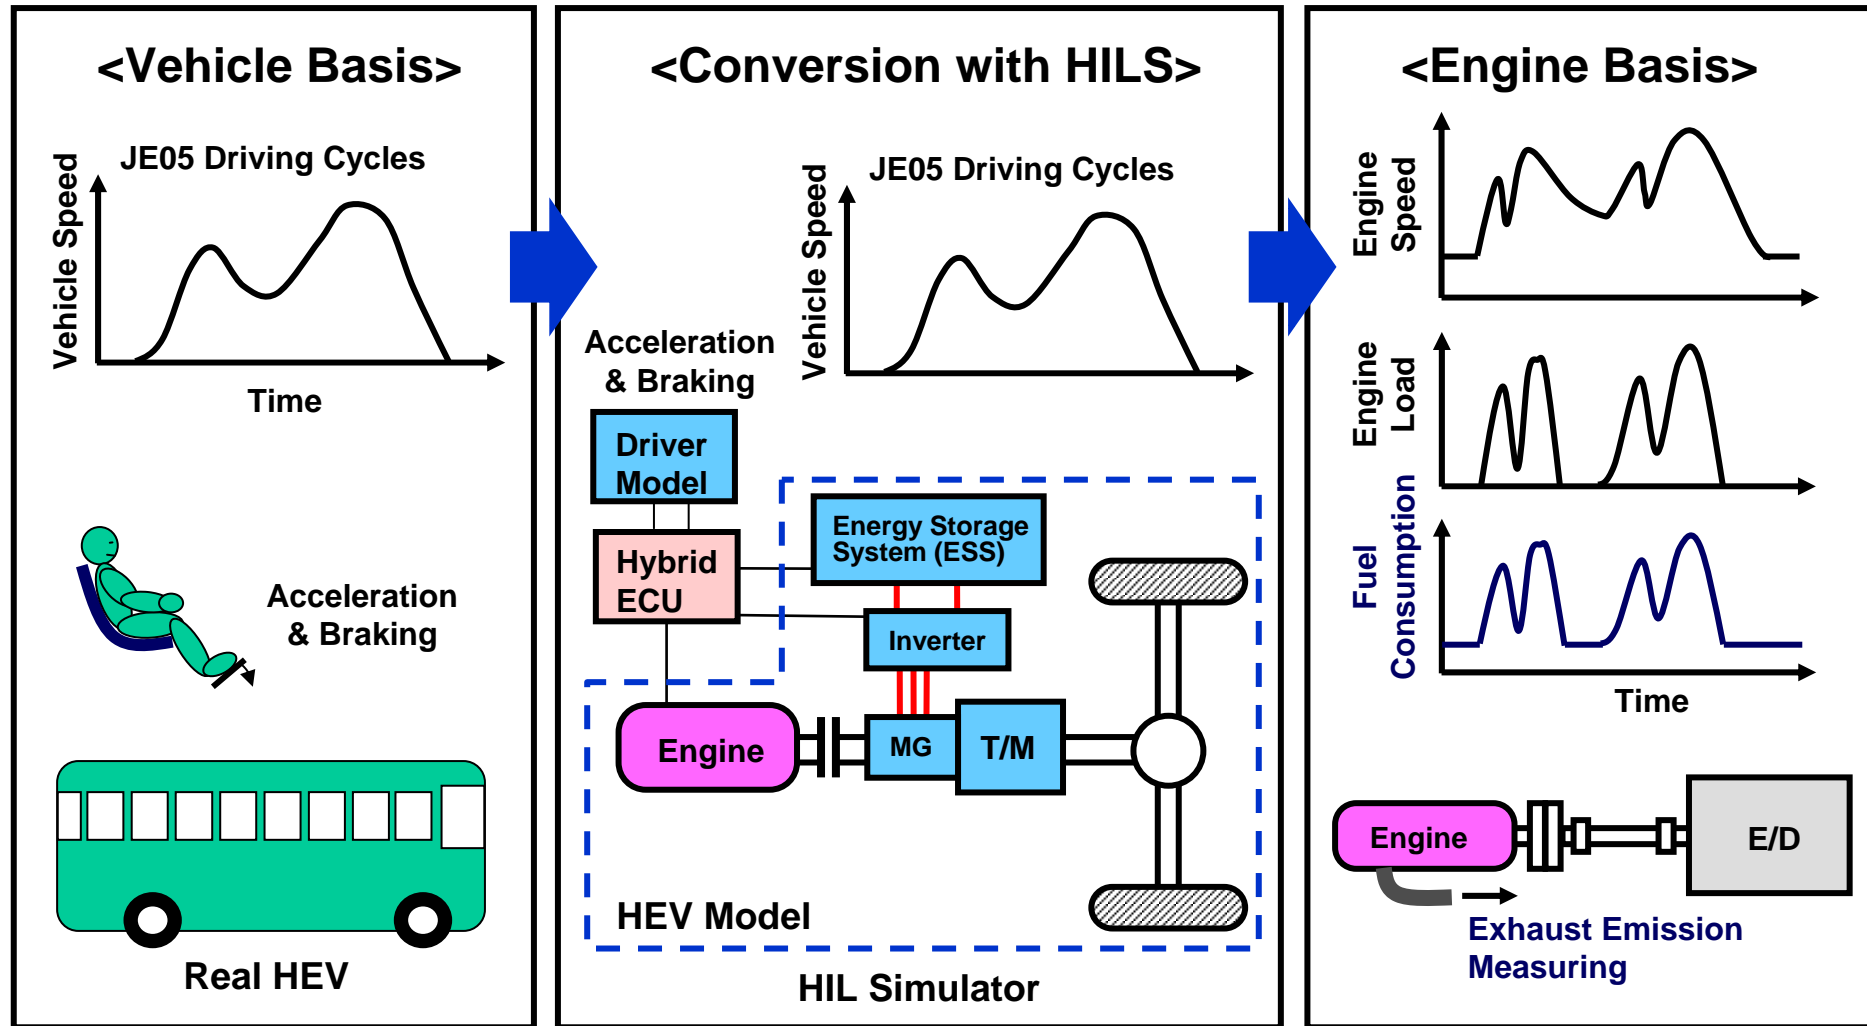 <Vehicle Basis>
JE05 Driving Cycles
Vehicle Speed
Time
Acceleration
& Braking
Real HEV
<Conversion with HILS>
JE05 Driving Cycles
Vehicle Speed
Acceleration
& Braking
Driver
Model
Hybrid
ECU
Energy Storage
System (ESS)
Inverter
Engine
MG
T/M
HEV Model
HIL Simulator
<Engine Basis>
Engine
Speed
Engine
Load
Fuel
Consumption
Time
Engine
E/D
Exhaust Emission
Measuring